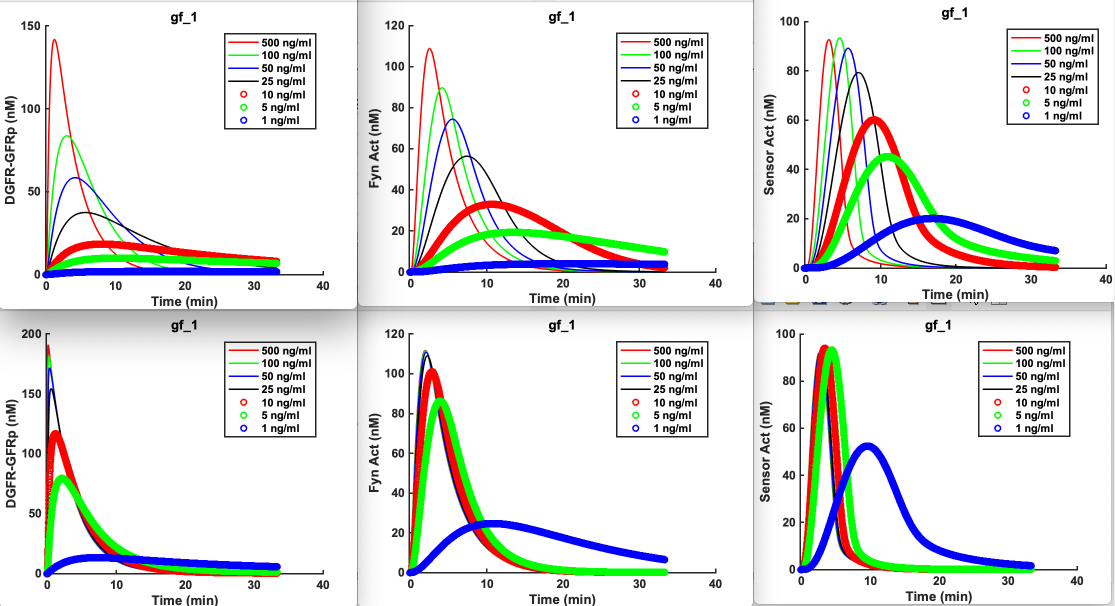 gf_1
150
100
50
0
DGFR-GFRp (nM)
500 ng/ml
100 ng/ml
50 ng/ml
25 ng/ml
10 ng/ml
5 ng/ml
1 ng/ml
0 10 20 30 40
Time (min)
gf_1
120
100
80
60
40
20
0
Fyn Act (nM)
500 ng/ml
100 ng/ml
50 ng/ml
25 ng/ml
10 ng/ml
5 ng/ml
1 ng/ml
0 10 20 30 40
Time (min)
gf_1
100
80
60
40
20
0
Sensor Act (nM)
500 ng/ml
100 ng/ml
50 ng/ml
25 ng/ml
10 ng/ml
5 ng/ml
1 ng/ml
0 10 20 30 40
Time (min)
gf_1
200
150
100
50
0
DGFR-GFRp (nM)
500 ng/ml
100 ng/ml
50 ng/ml
25 ng/ml
10 ng/ml
5 ng/ml
1 ng/ml
0 10 20 30 40
Time (min)
gf_1
120
100
80
60
40
20
0
Fyn Act (nM)
500 ng/ml
100 ng/ml
50 ng/ml
25 ng/ml
10 ng/ml
5 ng/ml
1 ng/ml
0 10 20 30 40
Time (min)
gf_1
100
80
60
40
20
0
Sensor Act (nM)
500 ng/ml
100 ng/ml
50 ng/ml
25 ng/ml
10 ng/ml
5 ng/ml
1 ng/ml
0 10 20 30 40
Time (min)